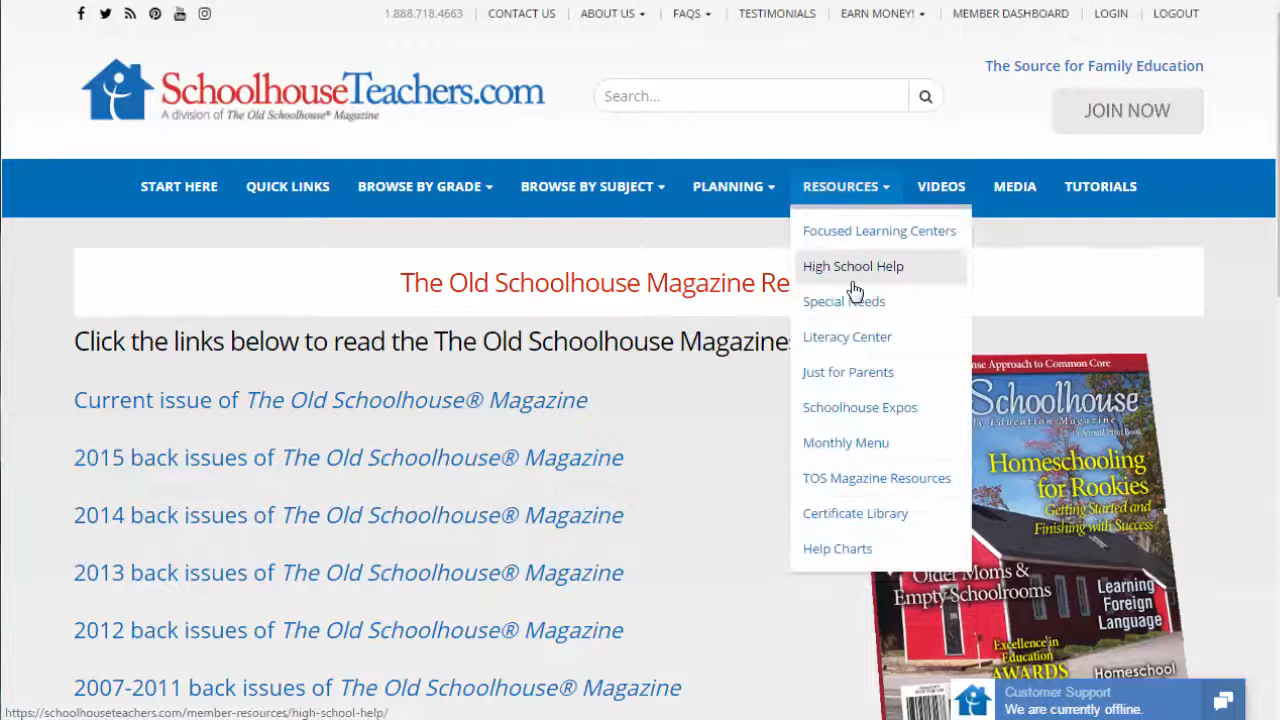 1.888.718.4663 CONTACT US ABOUT US FAQS TESTIMONIALS EARN MONEY! MEMBER DASHBOARD LOGIN LOGOUT
SchoolhouseTeachers.com
A division of The Old Schoolhouse® Magazine
Search...
The Source for Family Education
JOIN NOW
START HERE QUICK LINKS BROWSE BY GRADE BROWSE BY SUBJECT PLANNING RESOURCES VIDEOS MEDIA TUTORIALS
Focused Learning Centers
High School Help
Special Needs
Literacy Center
Just for Parents
Schoolhouse Expos
Monthly Menu
TOS Magazine Resources
Certificate Library
Help Charts
The Old Schoolhouse Magazine Re
Click the links below to read the The Old Schoolhouse Magazine
Current issue of The Old Schoolhouse® Magazine
2015 back issues of The Old Schoolhouse® Magazine
2014 back issues of The Old Schoolhouse® Magazine
2013 back issues of The Old Schoolhouse® Magazine
2012 back issues of The Old Schoolhouse® Magazine
2007-2011 back issues of The Old Schoolhouse® Magazine
nse Approach to Common Core
Schoolhouse
ly Education Magazine
Homeschooling
for Rookies
Getting Started and
Finishing with Success
Older Moms &
Empty Schoolrooms
Learning
Foreign
Language
Excellence in
Education
AWARDS
Homeschool
Customer Support
We are currently offline.
https://schoolhouseteachers.com/member-resources/high-school-help/